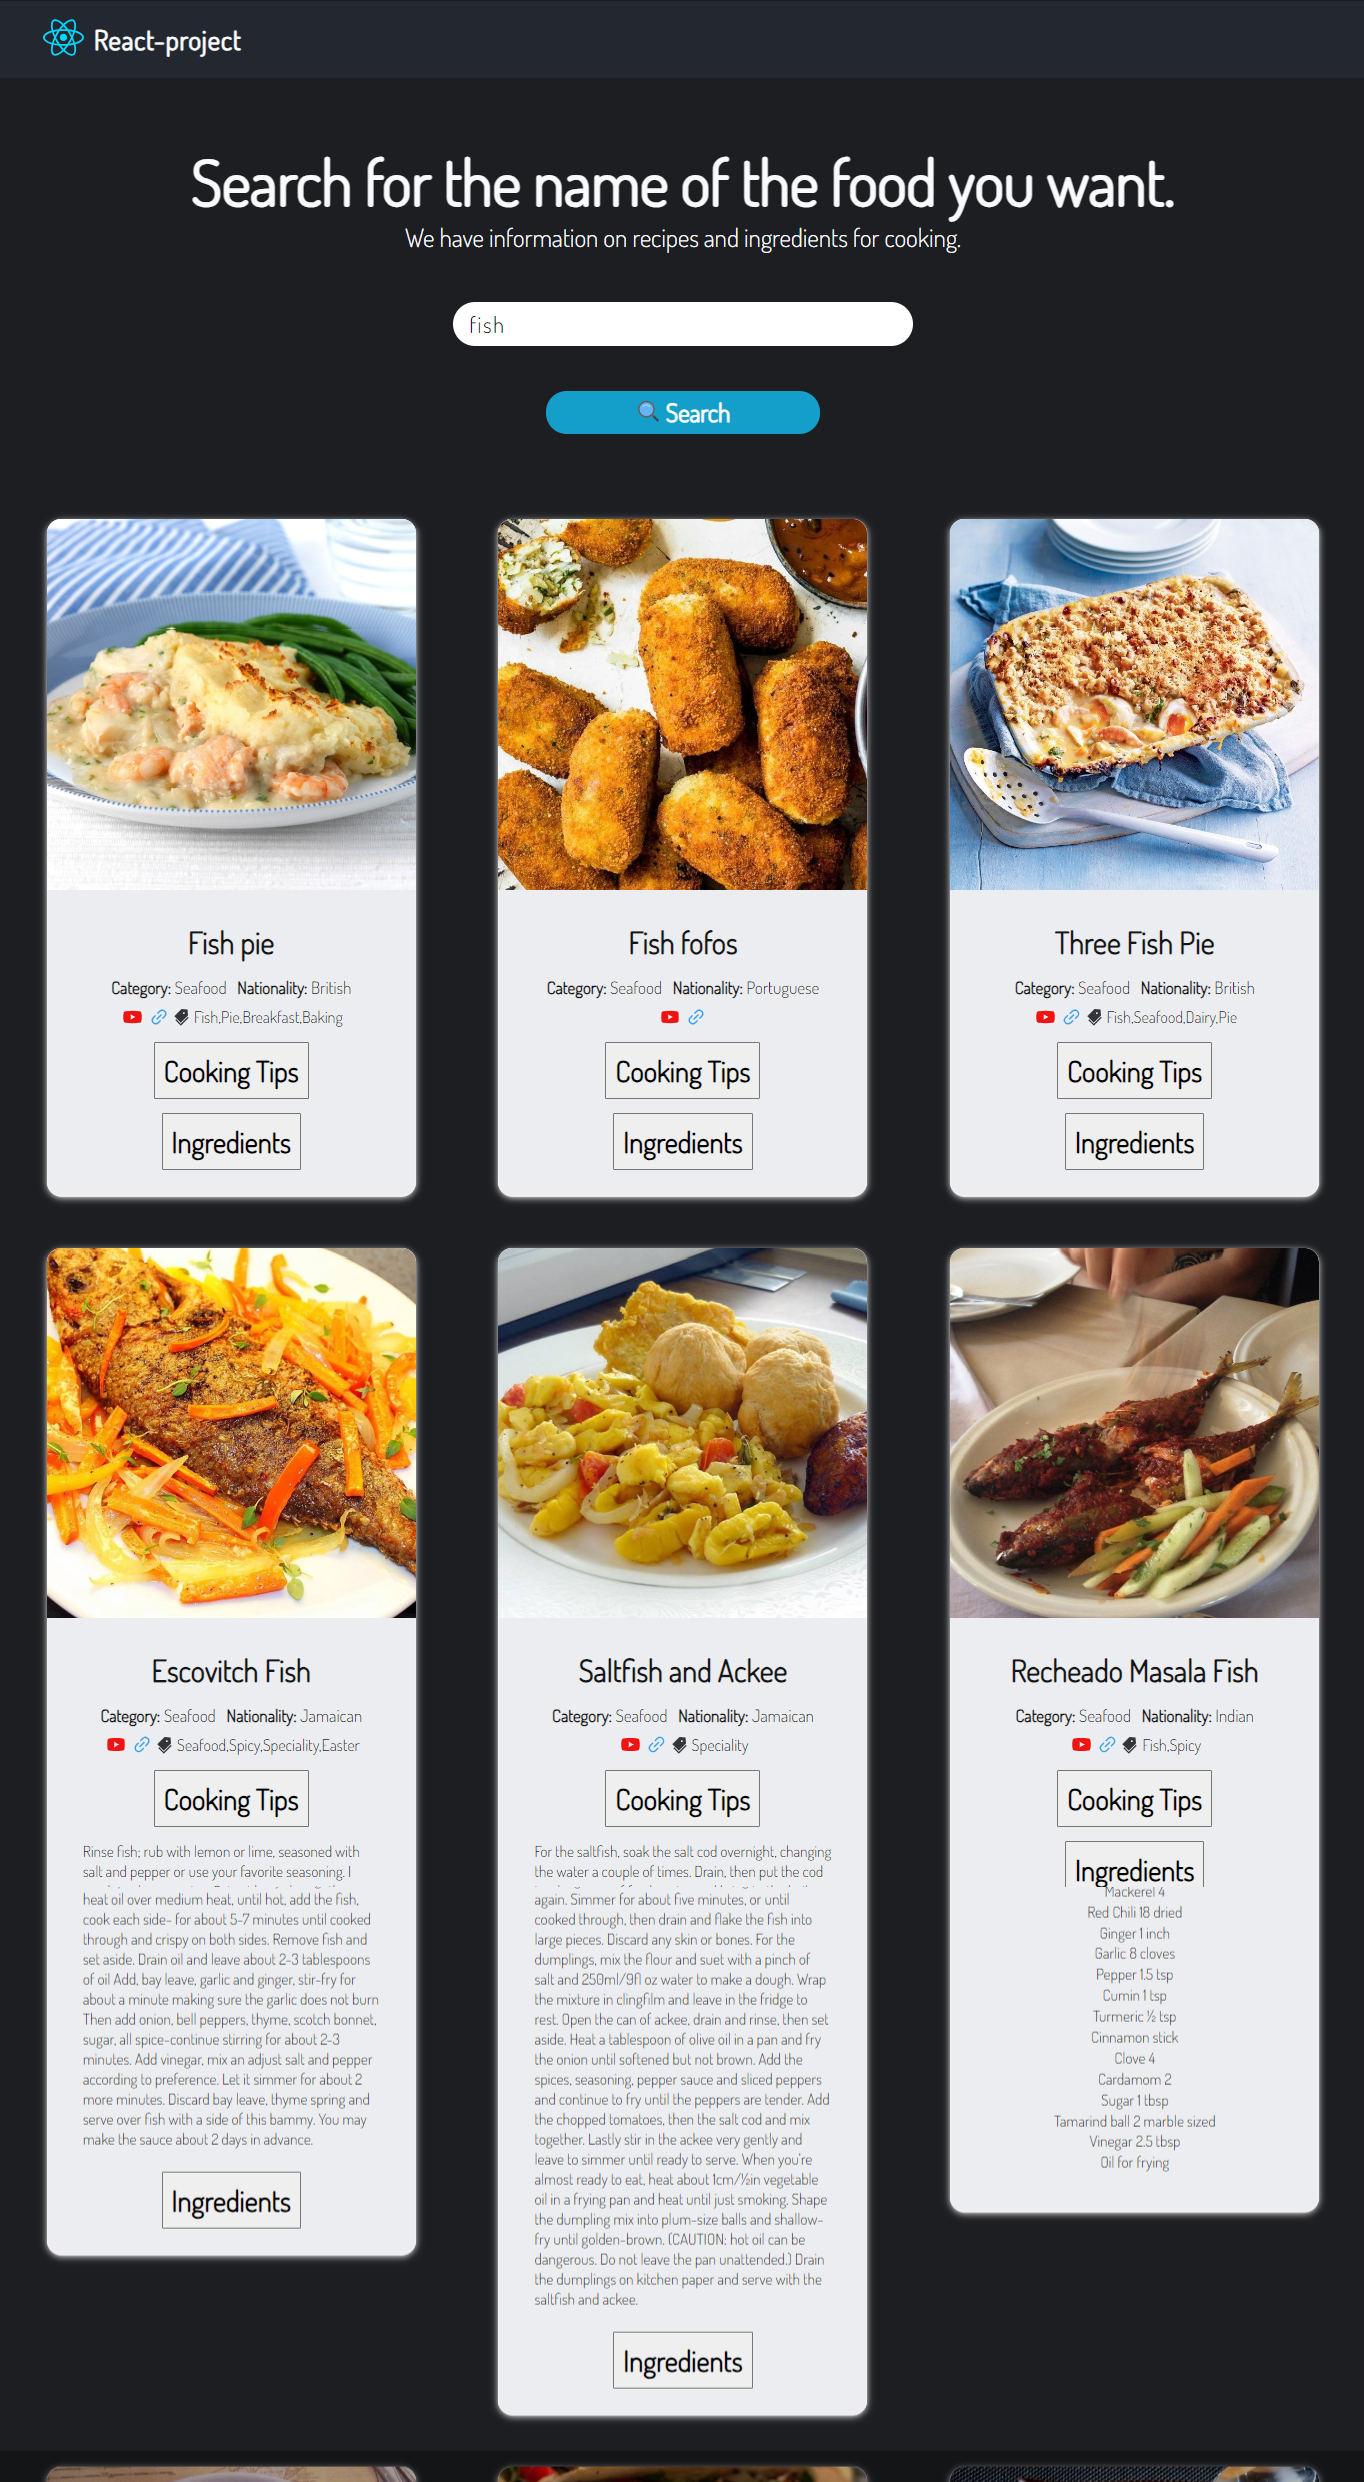 React-project
Search for the name of the food you want.
We have information on recipes and ingredients for cooking.
fish
Search
Fish pie
Category: Seafood Nationality: British
Fish,Pie,Breakfast,Baking
Cooking Tips
Ingredients
Fish fofos
Category: Seafood Nationality: Portuguese
Cooking Tips
Ingredients
Three Fish Pie
Category: Seafood Nationality: British
Fish,Seafood,Dairy,Pie
Cooking Tips
Ingredients
Escovitch Fish
Category: Seafood Nationality: Jamaican
Seafood,Spicy,Speciality,Easter
Cooking Tips
Rinse fish; rub with lemon or lime, seasoned with
salt and pepper or use your favorite seasoning. I
heat oil over medium heat, until hot, add the fish,
cook each side- for about 5-7 minutes until cooked
through and crispy on both sides. Remove fish and
set aside. Drain oil and leave about 2-3 tablespoons
of oil Add, bay leave, garlic and ginger, stir-fry for
about a minute making sure the garlic does not burn
Then add onion, bell peppers, thyme, scotch bonnet,
sugar, all spice-continue stirring for about 2-3
minutes. Add vinegar, mix an adjust salt and pepper
according to preference. Let it simmer for about 2
more minutes. Discard bay leave, thyme spring and
serve over fish with a side of this bammy. You may
make the sauce about 2 days in advance.
Ingredients
Saltfish and Ackee
Category: Seafood Nationality: Jamaican
Speciality
Cooking Tips
For the saltfish, soak the salt cod overnight, changing
the water a couple of times. Drain, then put the cod
again. Simmer for about five minutes, or until
cooked through, then drain and flake the fish into
large pieces. Discard any skin or bones. For the
dumplings, mix the flour and suet with a pinch of
salt and 250ml/9fl oz water to make a dough. Wrap
the mixture in clingfilm and leave in the fridge to
rest. Open the can of ackee, drain and rinse, then set
aside. Heat a tablespoon of olive oil in a pan and fry
the onion until softened but not brown. Add the
spices, seasoning, pepper sauce and sliced peppers
and continue to fry until the peppers are tender. Add
the chopped tomatoes, then the salt cod and mix
together. Lastly stir in the ackee very gently and
leave to simmer until ready to serve. When you're
almost ready to eat, heat about 1cm/½in vegetable
oil in a frying pan and heat until just smoking. Shape
the dumpling mix into plum-size balls and shallow-
fry until golden-brown. (CAUTION: hot oil can be
dangerous. Do not leave the pan unattended.) Drain
the dumplings on kitchen paper and serve with the
saltfish and ackee.
Ingredients
Recheado Masala Fish
Category: Seafood Nationality: Indian
Fish,Spicy
Cooking Tips
Ingredients
Mackerel 4
Red Chili 18 dried
Ginger 1 inch
Garlic 8 cloves
Pepper 1.5 tsp
Cumin 1 tsp
Turmeric ½ tsp
Cinnamon stick
Clove 4
Cardamom 2
Sugar 1 tbsp
Tamarind ball 2 marble sized
Vinegar 2.5 tbsp
Oil for frying